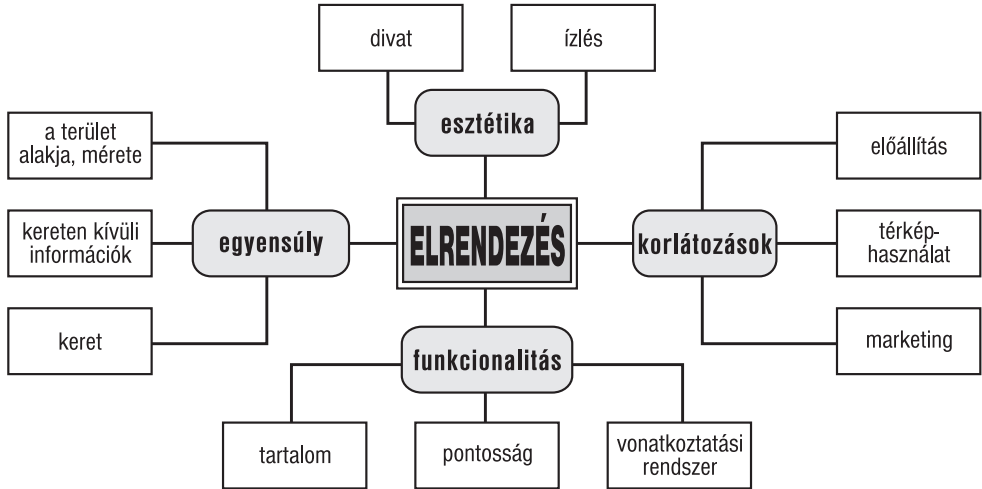 divat
ízlés
esztétika
a terület
alakja, mérete
előállítás
kereten kívüli
információk
egyensúly
ELRENDEZÉS
korlátozások
térkép-
használat
keret
funkcionalitás
marketing
tartalom
pontosság
vonatkoztatási
rendszer